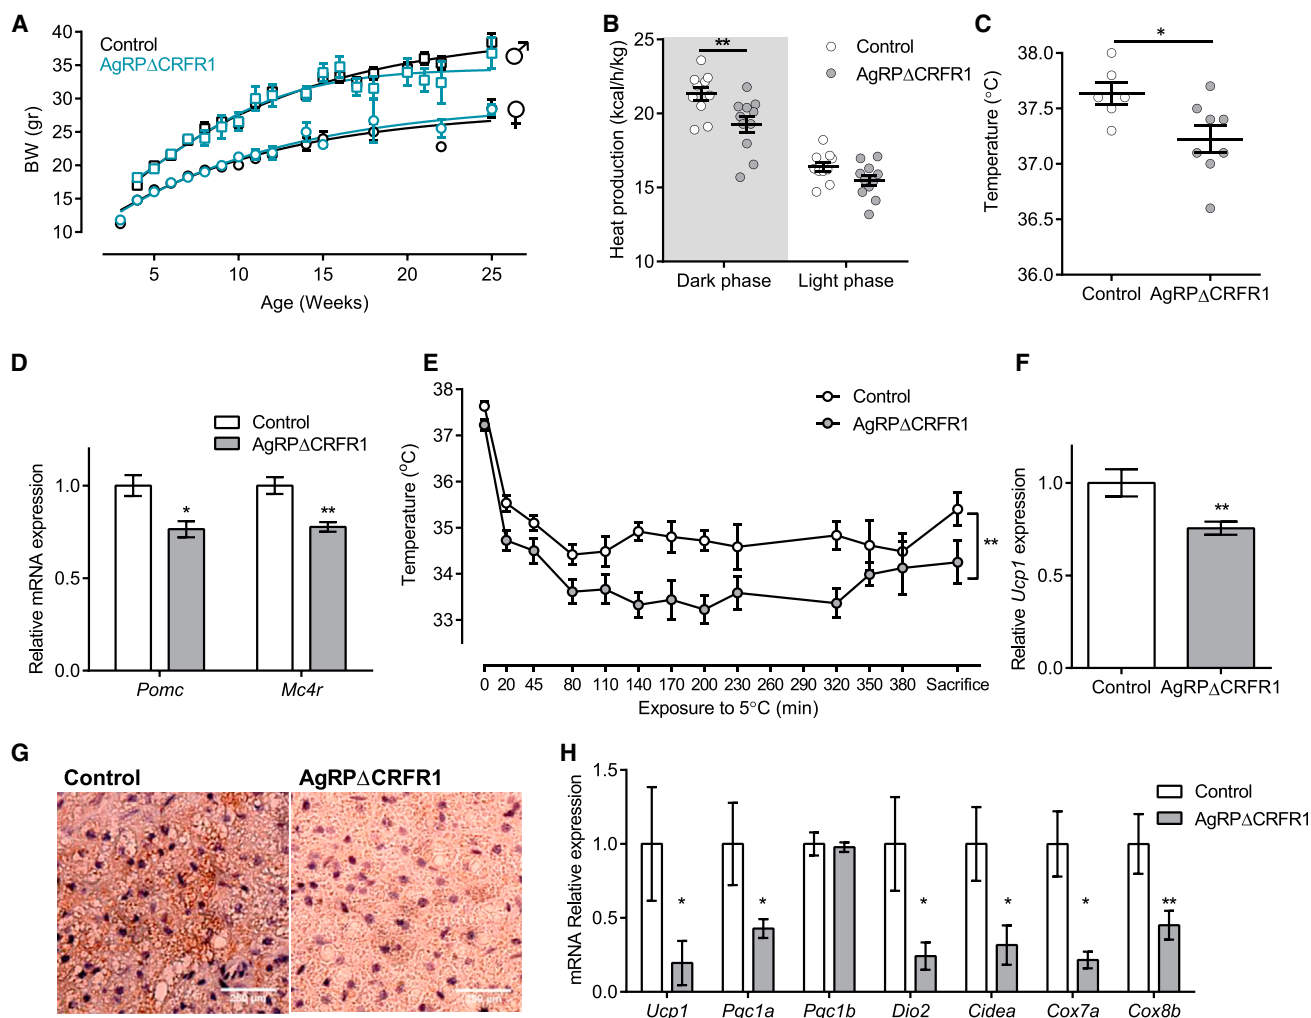 A
Control
AgRPΔCRFR1
BW (gr)
40
35
30
25
20
15
10
♂
♀
5
10
15
20
25
Age (Weeks)
B
Heat production (kcal/h/kg)
25
20
15
10
**
Control
AgRPΔCRFR1
Dark phase
Light phase
C
Temperature (°C)
38.0
37.5
37.0
36.5
36.0
*
Control
AgRPΔCRFR1
D
Control
AgRPΔCRFR1
Relative mRNA expression
1.0
0.5
0.0
*
**
Pomc
Mc4r
E
Temperature (°C)
38
37
35
35
34
33
Control
AgRPΔCRFR1
**
0 20 45 80 110 140 170 200 230 260 290 320 350 380 Sacrifice
Exposure to 5°C (min)
F
Relative Ucp1 expression
1.0
0.5
0.0
**
Control
AgRPΔCRFR1
G
Control
AgRPΔCRFR1
250 μm
250 μm
H
mRNA Relative expression
1.5
1.0
0.5
0.0
Control
AgRPΔCRFR1
*
*
*
*
*
**
Ucp1
Pgc1a
Pgc1b
Dio2
Cidea
Cox7a
Cox8b